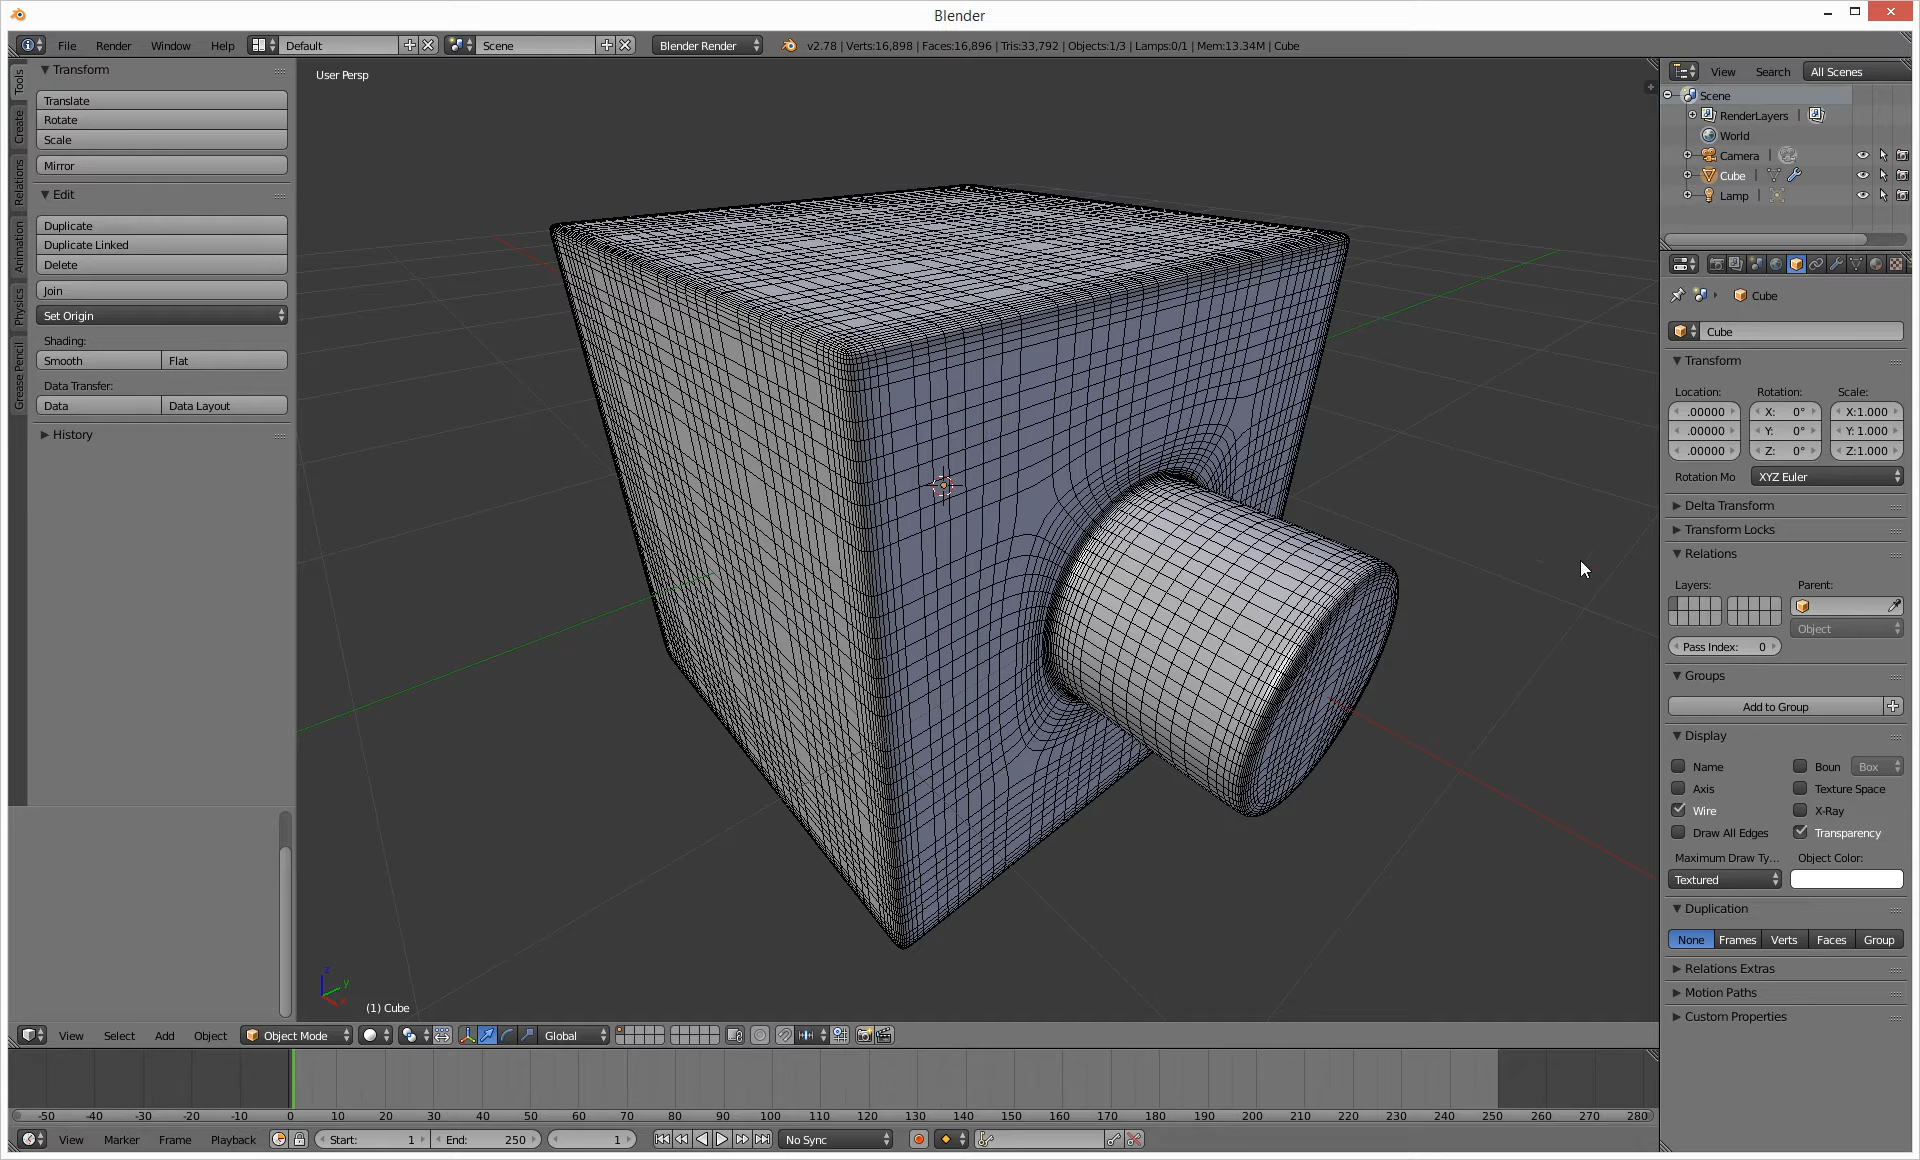 Blender
File Render Window Help Default Scene Blender Render v2.78 | Verts:16,898 | Faces:16,896 | Tris:33,792 | Objects:1/3 | Lamps:0/1 | Mem:13.34M | Cube
Tools
Create
Relations
Animation
Physics
Grease Pencil
Transform
Translate
Rotate
Scale
Mirror
Edit
Duplicate
Duplicate Linked
Delete
Join
Set Origin
Shading:
Smooth Flat
Data Transfer:
Data Data Layout
History
User Persp
z
y
x
(1) Cube
View Search All Scenes
Scene
RenderLayers
World
Camera
Cube
Lamp
Cube
Cube
Transform
Location: Rotation: Scale:
.00000 X: 0° X:1.000
.00000 Y: 0° Y: 1.000
.00000 Z: 0° Z:1.000
Rotation Mo XYZ Euler
Delta Transform
Transform Locks
Relations
Layers: Parent:
Object
Pass Index: 0
Groups
Add to Group
Display
Name Boun Box
Axis Texture Space
Wire X-Ray
Draw All Edges Transparency
Maximum Draw Ty... Object Color:
Textured
Duplication
None Frames Verts Faces Group
Relations Extras
Motion Paths
Custom Properties
View Select Add Object Object Mode Global
-50 -40 -30 -20 -10 0 10 20 30 40 50 60 70 80 90 100 110 120 130 140 150 160 170 180 190 200 210 220 230 240 250 260 270 280
View Marker Frame Playback Start: 1 End: 250 1 No Sync